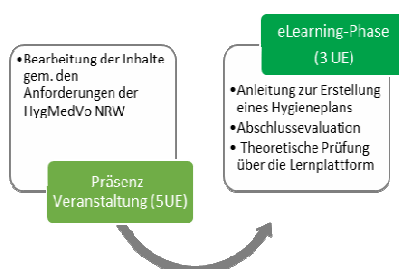 •Bearbeitung der Inhalte
gem. den
Anforderungen der
HygMedVo NRW
Präsenz
Veranstaltung (5UE)
eLearning-Phase
(3 UE)
•Anleitung zur Erstellung
eines Hygieneplans
•Abschlussevaluation
• Theoretische Prüfung
über die Lernplattform